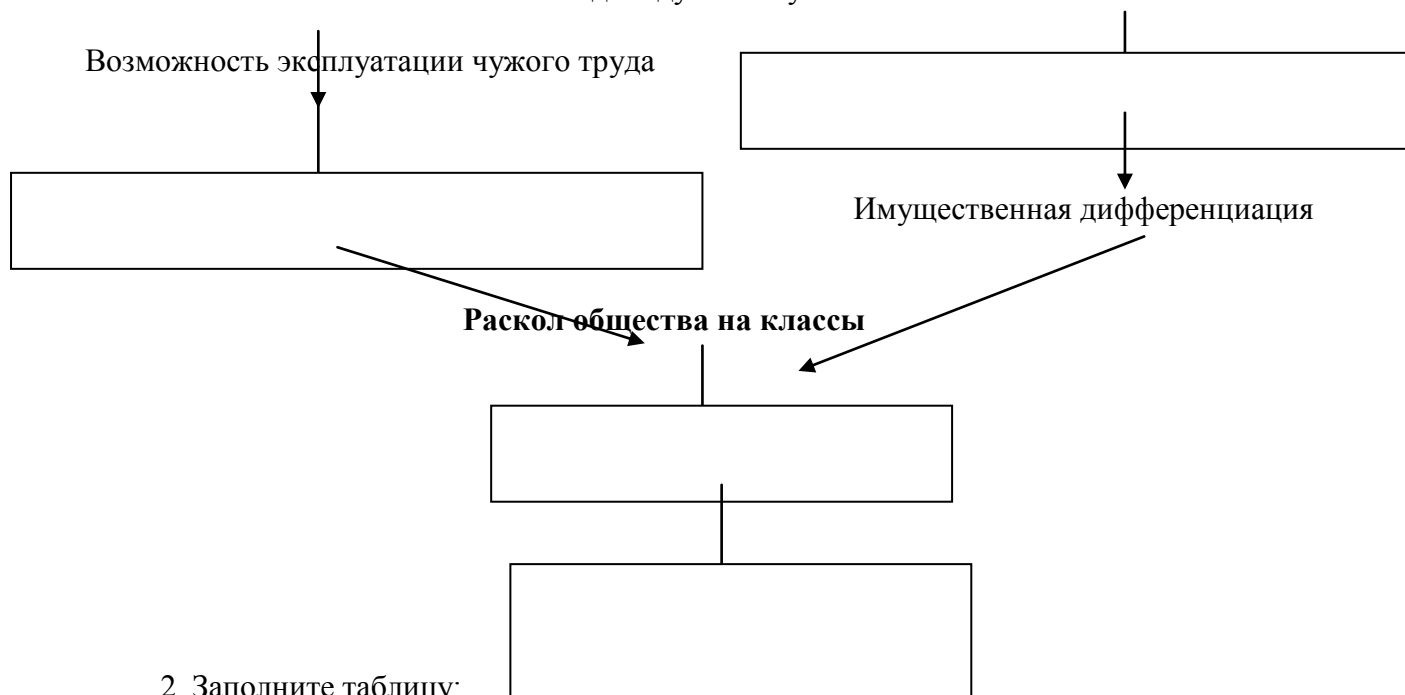 Возможность эксплуатации чужого труда
Имущественная дифференциация
Раскол общества на классы
2. Заполните таблицу: